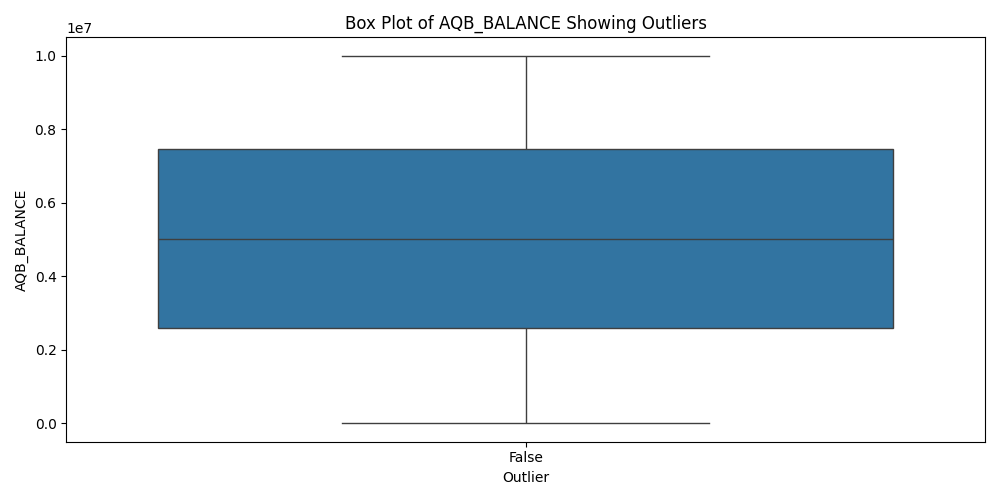 Box Plot of AQB_BALANCE Showing Outliers
1e7
1.0
0.8
0.6
0.4
0.2
0.0
AQB_BALANCE
False
Outlier